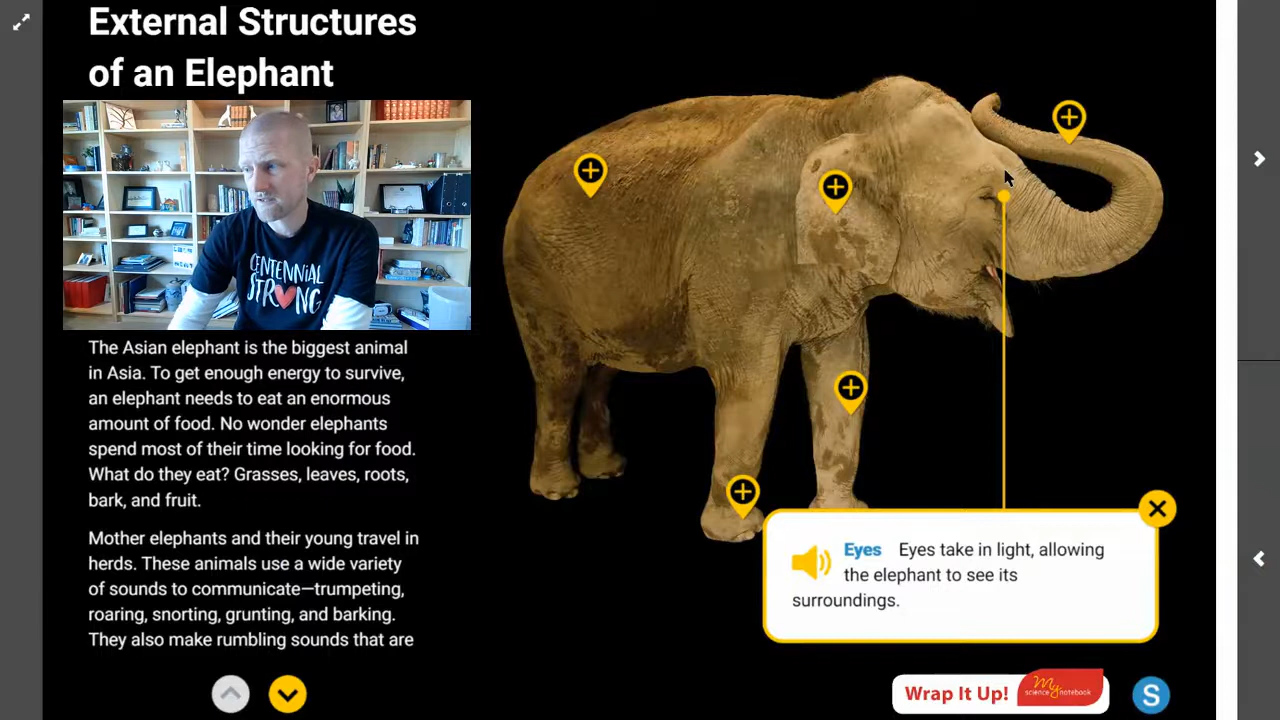 External Structures
of an Elephant
CENTENNIAL
STRONG
The Asian elephant is the biggest animal
in Asia. To get enough energy to survive,
an elephant needs to eat an enormous
amount of food. No wonder elephants
spend most of their time looking for food.
What do they eat? Grasses, leaves, roots,
bark, and fruit.
Mother elephants and their young travel in
herds. These animals use a wide variety
of sounds to communicate—trumpeting,
roaring, snorting, grunting, and barking.
They also make rumbling sounds that are
Eyes Eyes take in light, allowing
the elephant to see its
surroundings.
Wrap It Up!
My
science notebook
S